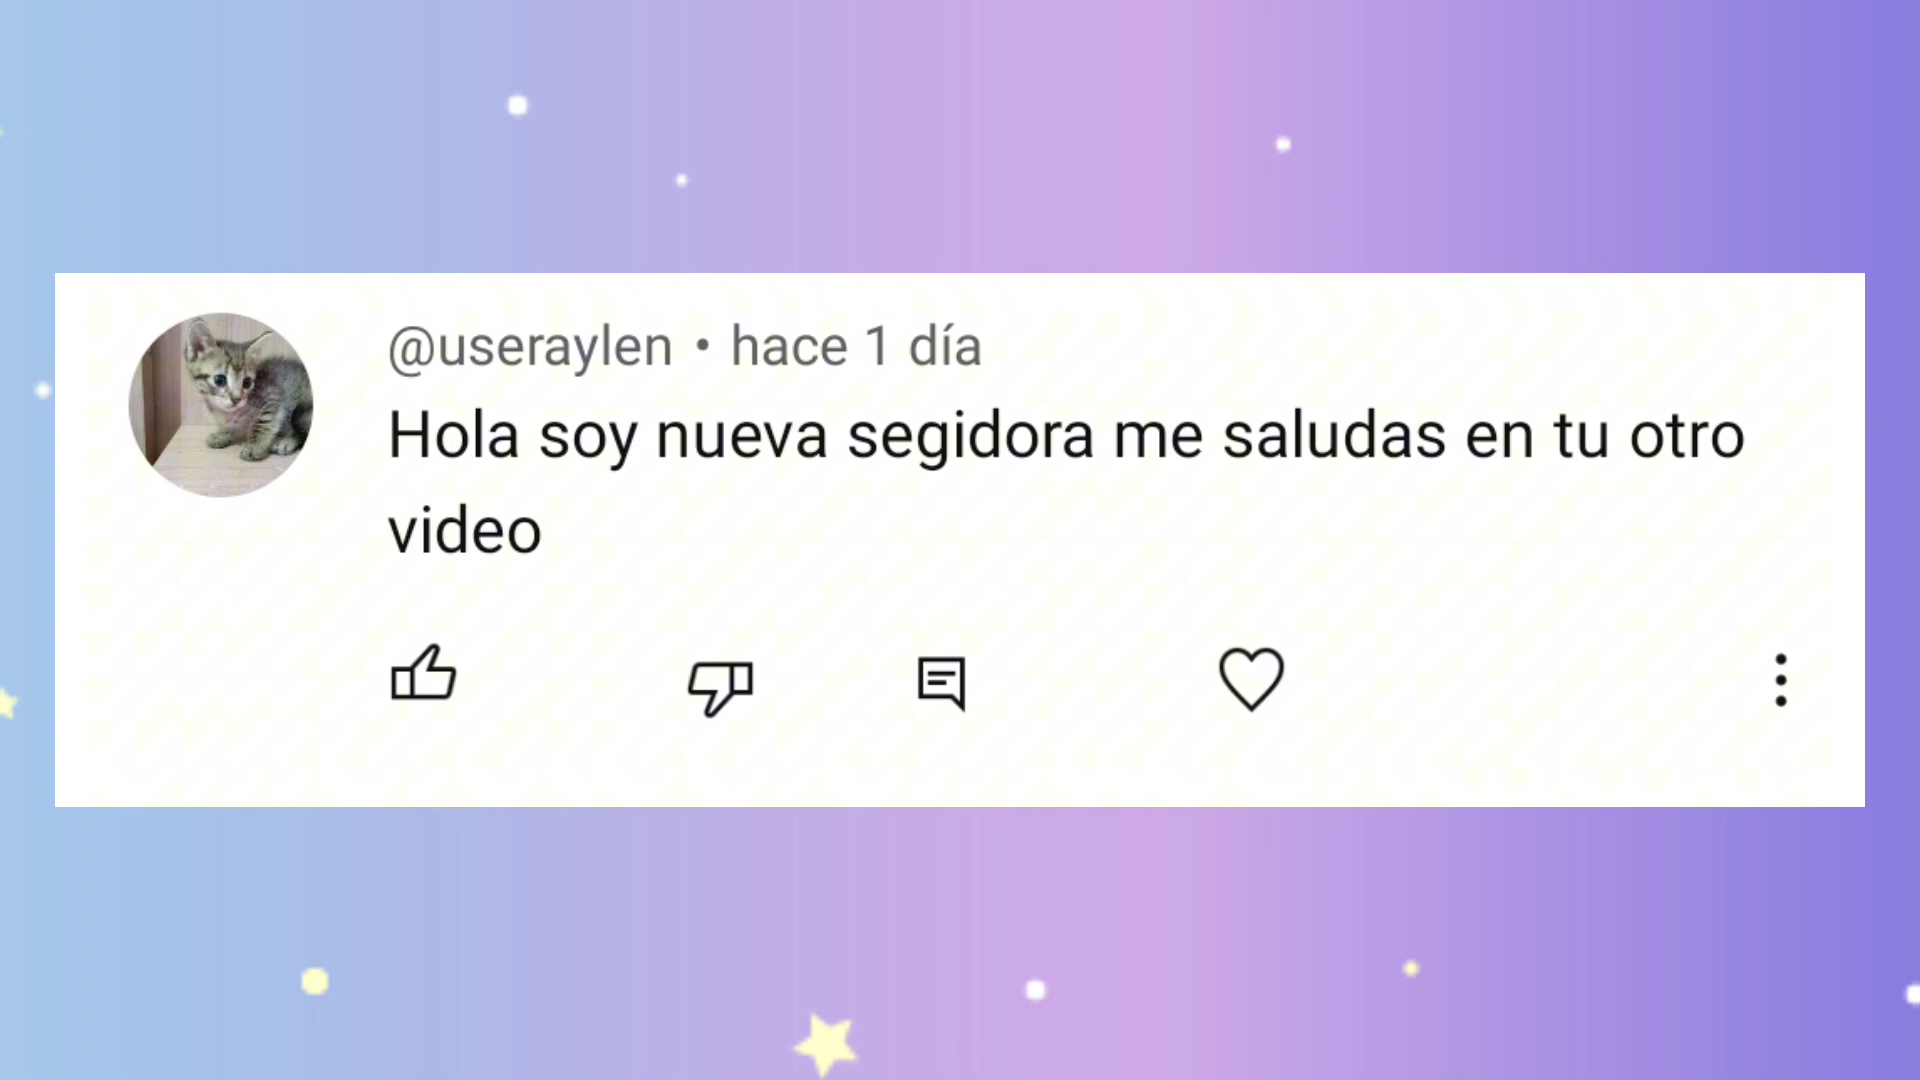 @useraylen • hace 1 día
Hola soy nueva segidora me saludas en tu otro
video